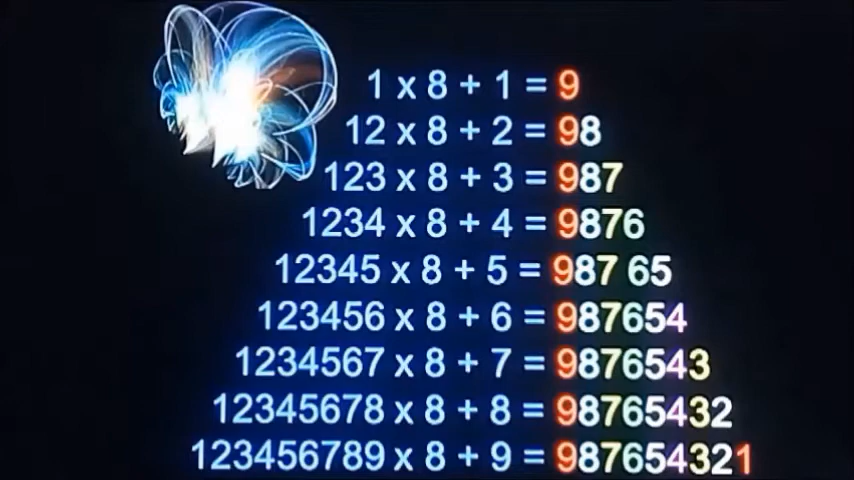 1 x 8 + 1 = 9
12 x 8 + 2 = 98
123 x 8 + 3 = 987
1234 x 8 + 4 = 9876
12345 x 8 + 5 = 987 65
123456 x 8 + 6 = 987654
1234567 x 8 + 7 = 9876543
12345678 x 8 + 8 = 98765432
123456789 x 8 + 9 = 987654321